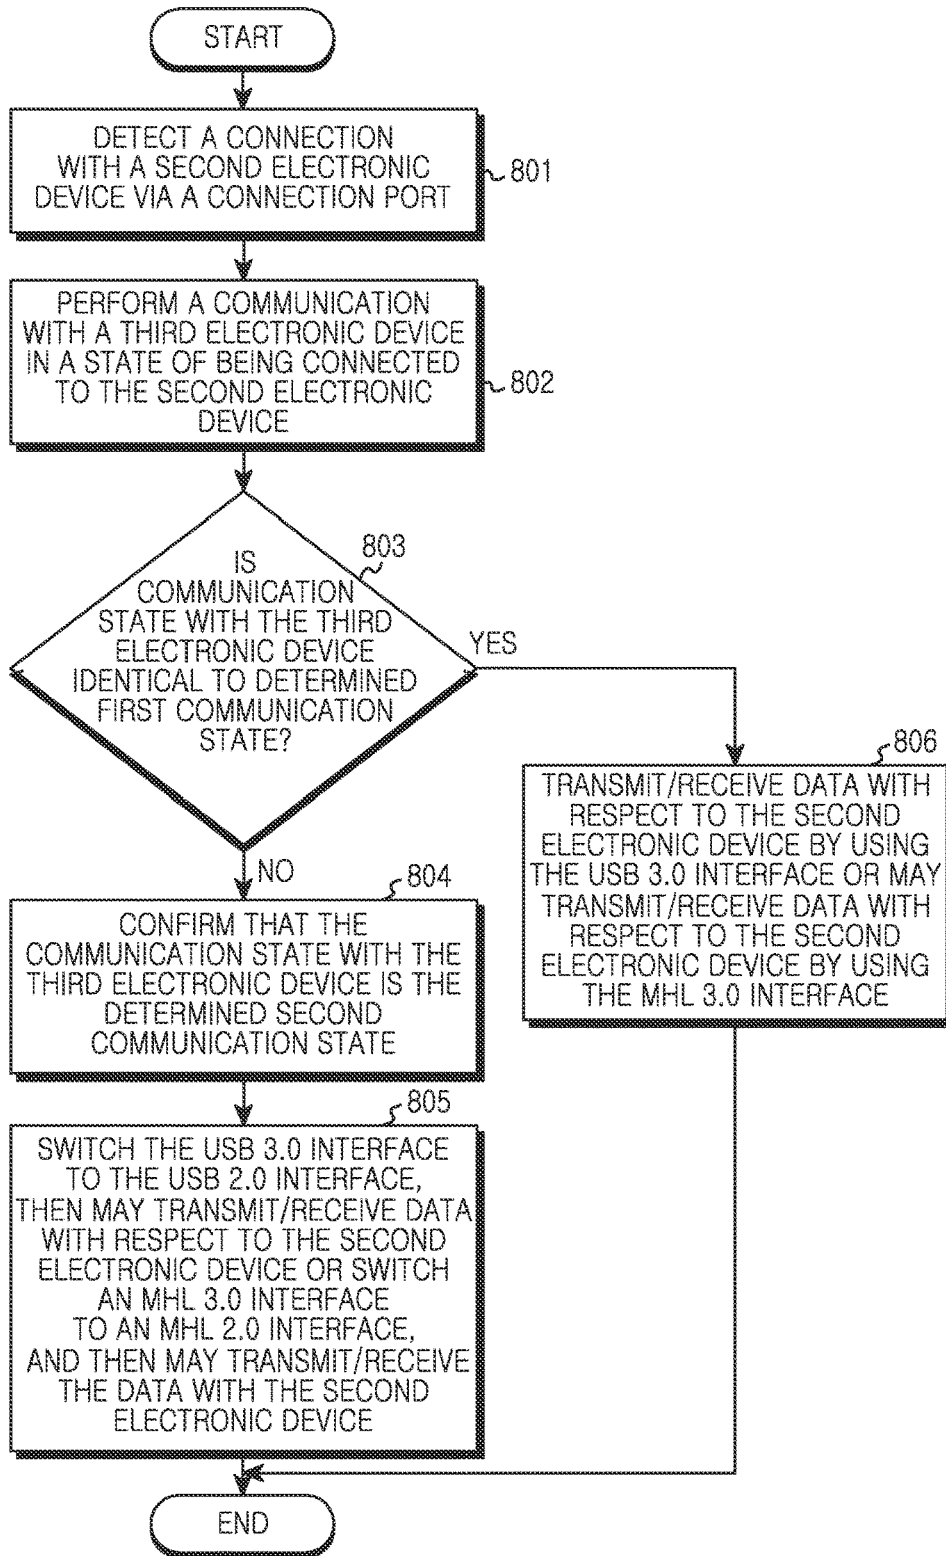 START
DETECT A CONNECTION
WITH A SECOND ELECTRONIC
DEVICE VIA A CONNECTION PORT
801
PERFORM A COMMUNICATION
WITH A THIRD ELECTRONIC DEVICE
IN A STATE OF BEING CONNECTED
TO THE SECOND ELECTRONIC
DEVICE
802
803
IS
COMMUNICATION
STATE WITH THE THIRD
ELECTRONIC DEVICE
IDENTICAL TO DETERMINED
FIRST COMMUNICATION
STATE?
YES
NO
804
CONFIRM THAT THE
COMMUNICATION STATE WITH THE
THIRD ELECTRONIC DEVICE IS THE
DETERMINED SECOND
COMMUNICATION STATE
805
SWITCH THE USB 3.0 INTERFACE
TO THE USB 2.0 INTERFACE,
THEN MAY TRANSMIT/RECEIVE DATA
WITH RESPECT TO THE SECOND
ELECTRONIC DEVICE OR SWITCH
AN MHL 3.0 INTERFACE
TO AN MHL 2.0 INTERFACE,
AND THEN MAY TRANSMIT/RECEIVE
THE DATA WITH THE SECOND
ELECTRONIC DEVICE
806
TRANSMIT/RECEIVE DATA WITH
RESPECT TO THE SECOND
ELECTRONIC DEVICE BY USING
THE USB 3.0 INTERFACE OR MAY
TRANSMIT/RECEIVE DATA WITH
RESPECT TO THE SECOND
ELECTRONIC DEVICE BY USING
THE MHL 3.0 INTERFACE
END